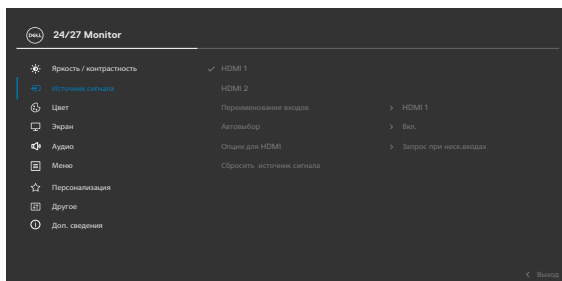 DELL 24/27 Monitor
Яркость / контрастность
✓ HDMI 1
Источник сигнала
HDMI 2
Цвет
Переименование входов > HDMI 1
Экран
Автовыбор > Вкл.
Аудио
Опции для HDMI > Запрос при неск.входах
Меню
Сбросить источник сигнала
Персонализация
Другое
Доп. сведения
< Выход